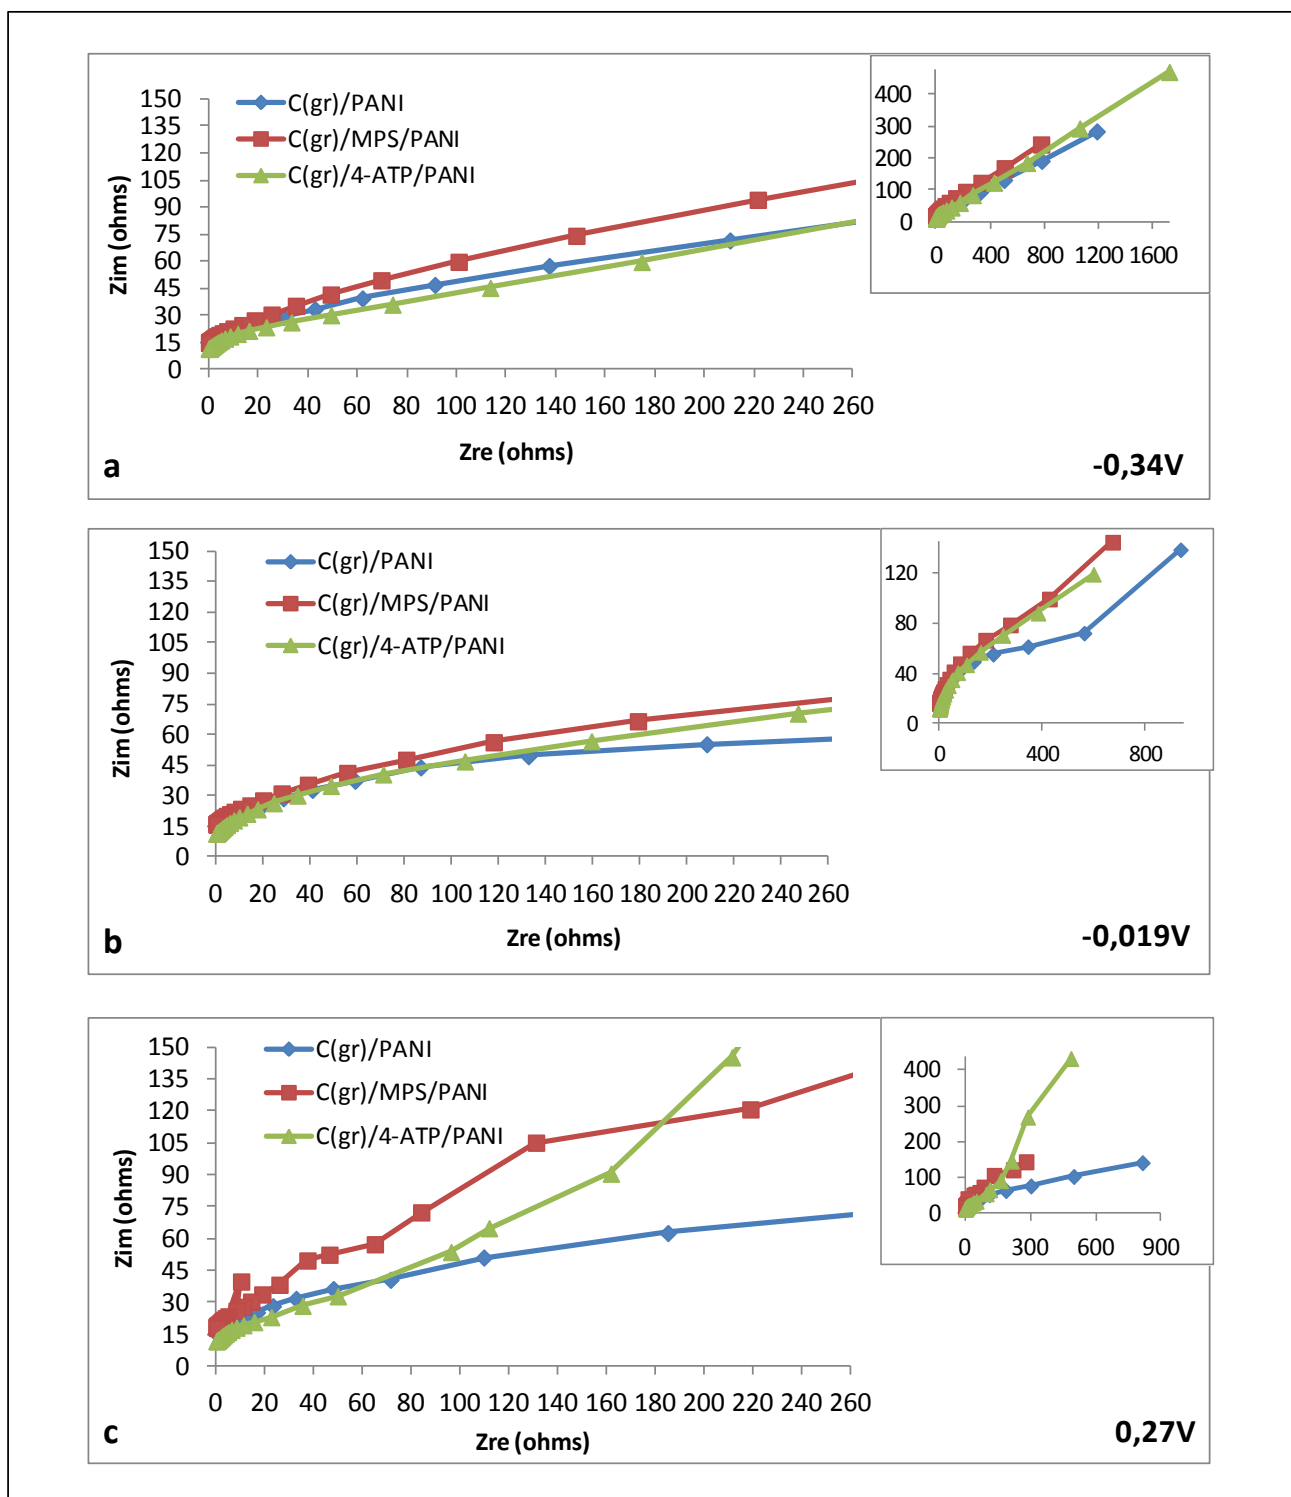 150
135
120
105
90
75
60
45
30
15
0
Zim (ohms)
C(gr)/PANI
C(gr)/MPS/PANI
C(gr)/4-ATP/PANI
0 20 40 60 80 100 120 140 160 180 200 220 240 260
Zre (ohms)
400
300
200
100
0
0 400 800 1200 1600
a
-0,34V
150
135
120
105
90
75
60
45
30
15
0
Zim (ohms)
C(gr)/PANI
C(gr)/MPS/PANI
C(gr)/4-ATP/PANI
0 20 40 60 80 100 120 140 160 180 200 220 240 260
Zre (ohms)
120
80
40
0
0 400 800
b
-0,019V
150
135
120
105
90
75
60
45
30
15
0
Zim (ohms)
C(gr)/PANI
C(gr)/MPS/PANI
C(gr)/4-ATP/PANI
0 20 40 60 80 100 120 140 160 180 200 220 240 260
Zre (ohms)
400
300
200
100
0
0 300 600 900
c
0,27V